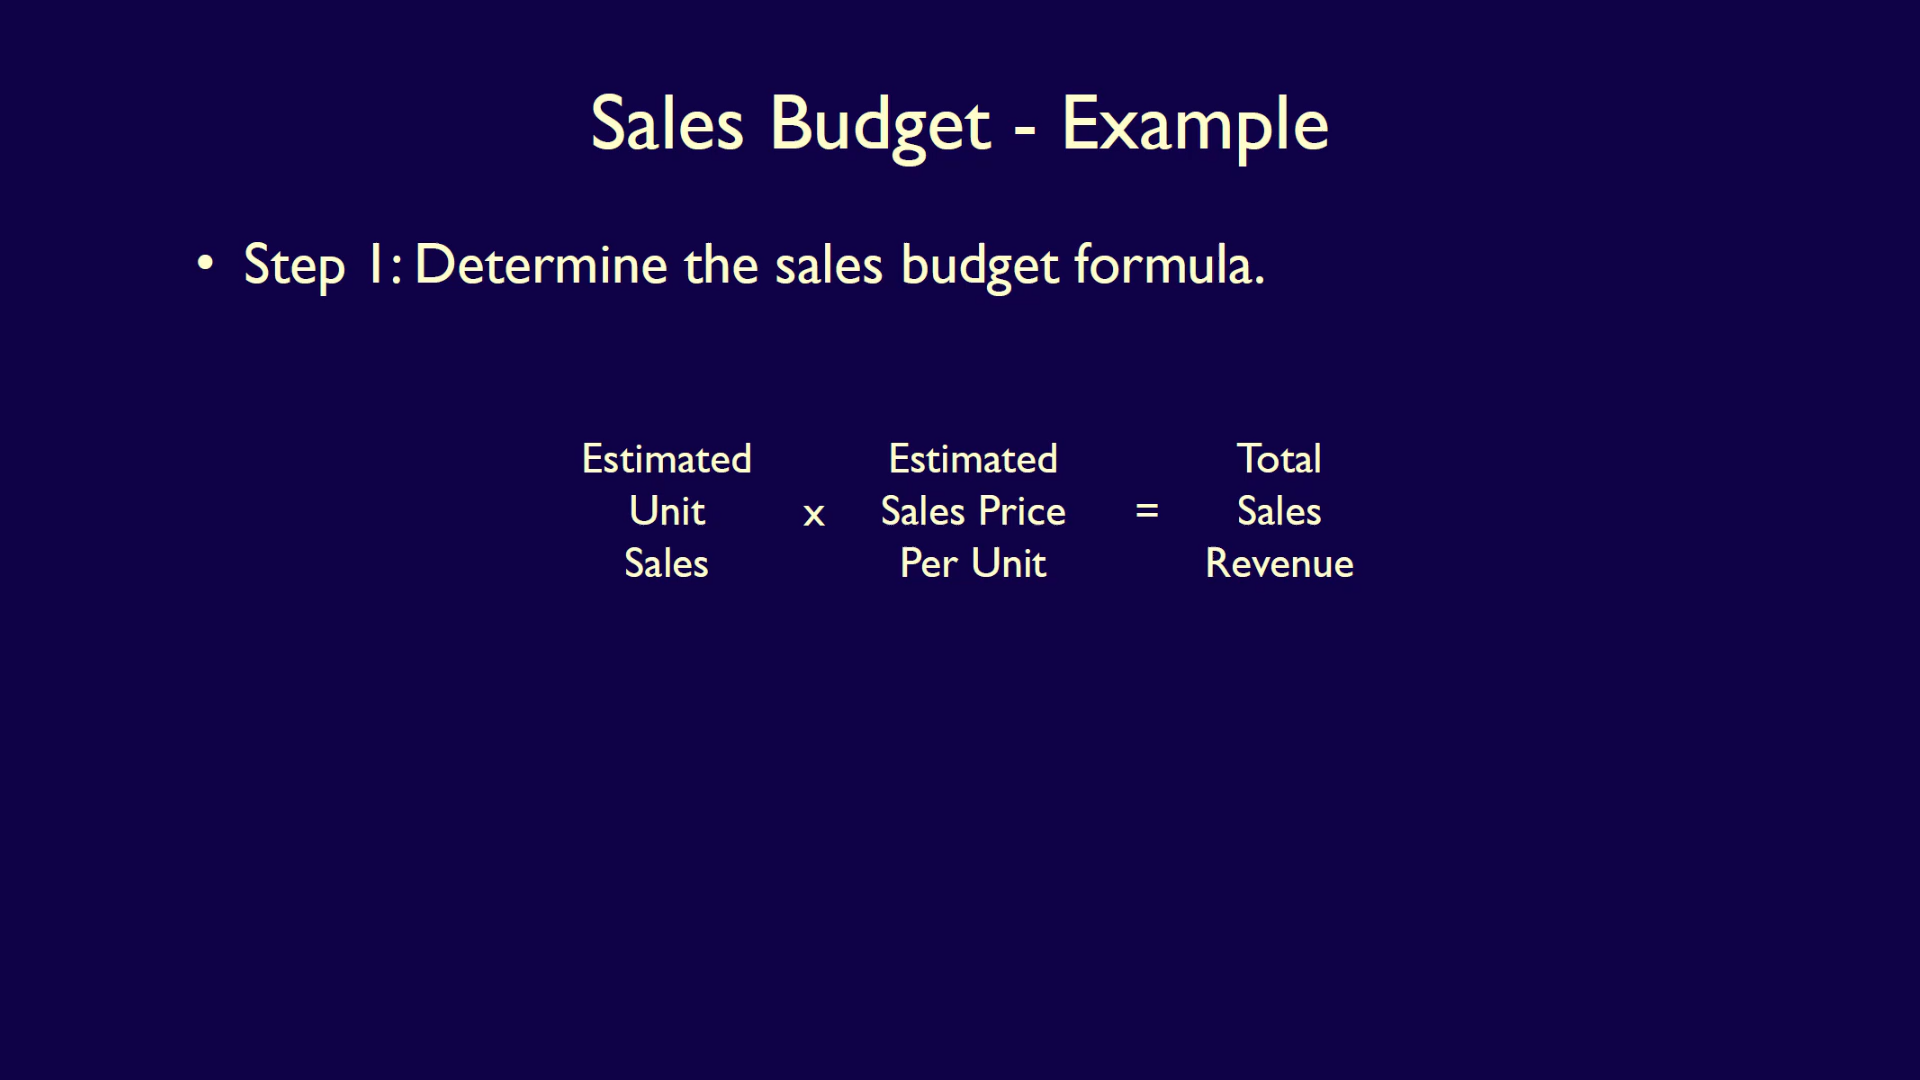 Sales Budget - Example
• Step 1: Determine the sales budget formula.
Estimated Unit Sales x Estimated Sales Price Per Unit = Total Sales Revenue